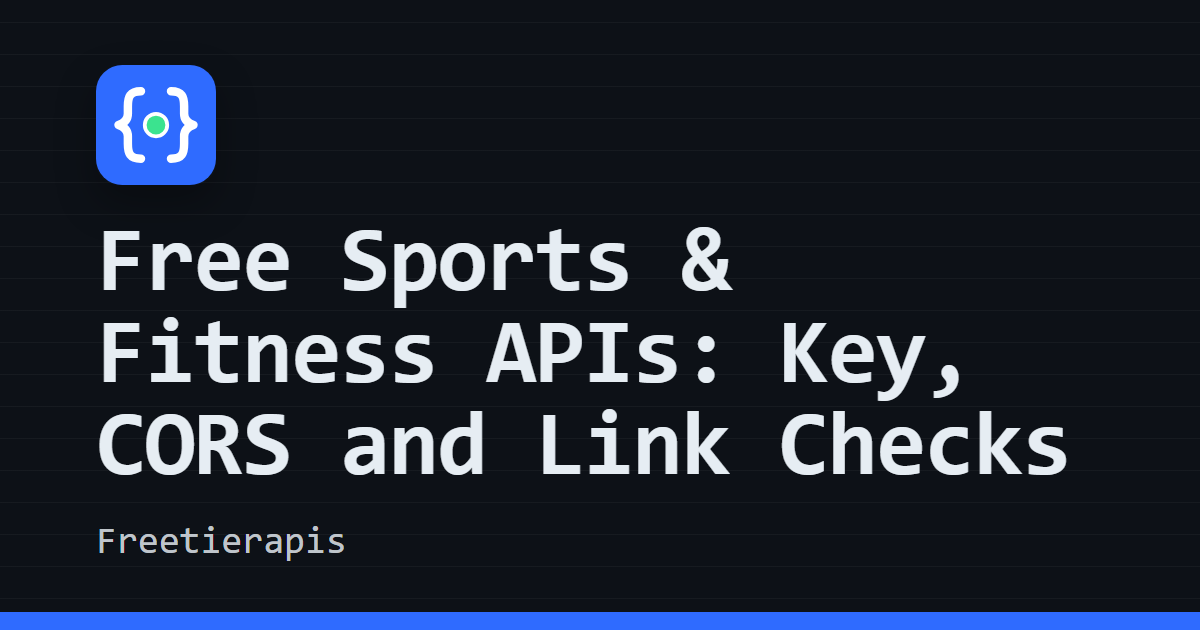 Free Sports &
Fitness APIs: Key,
CORS and Link Checks
Freetierapis